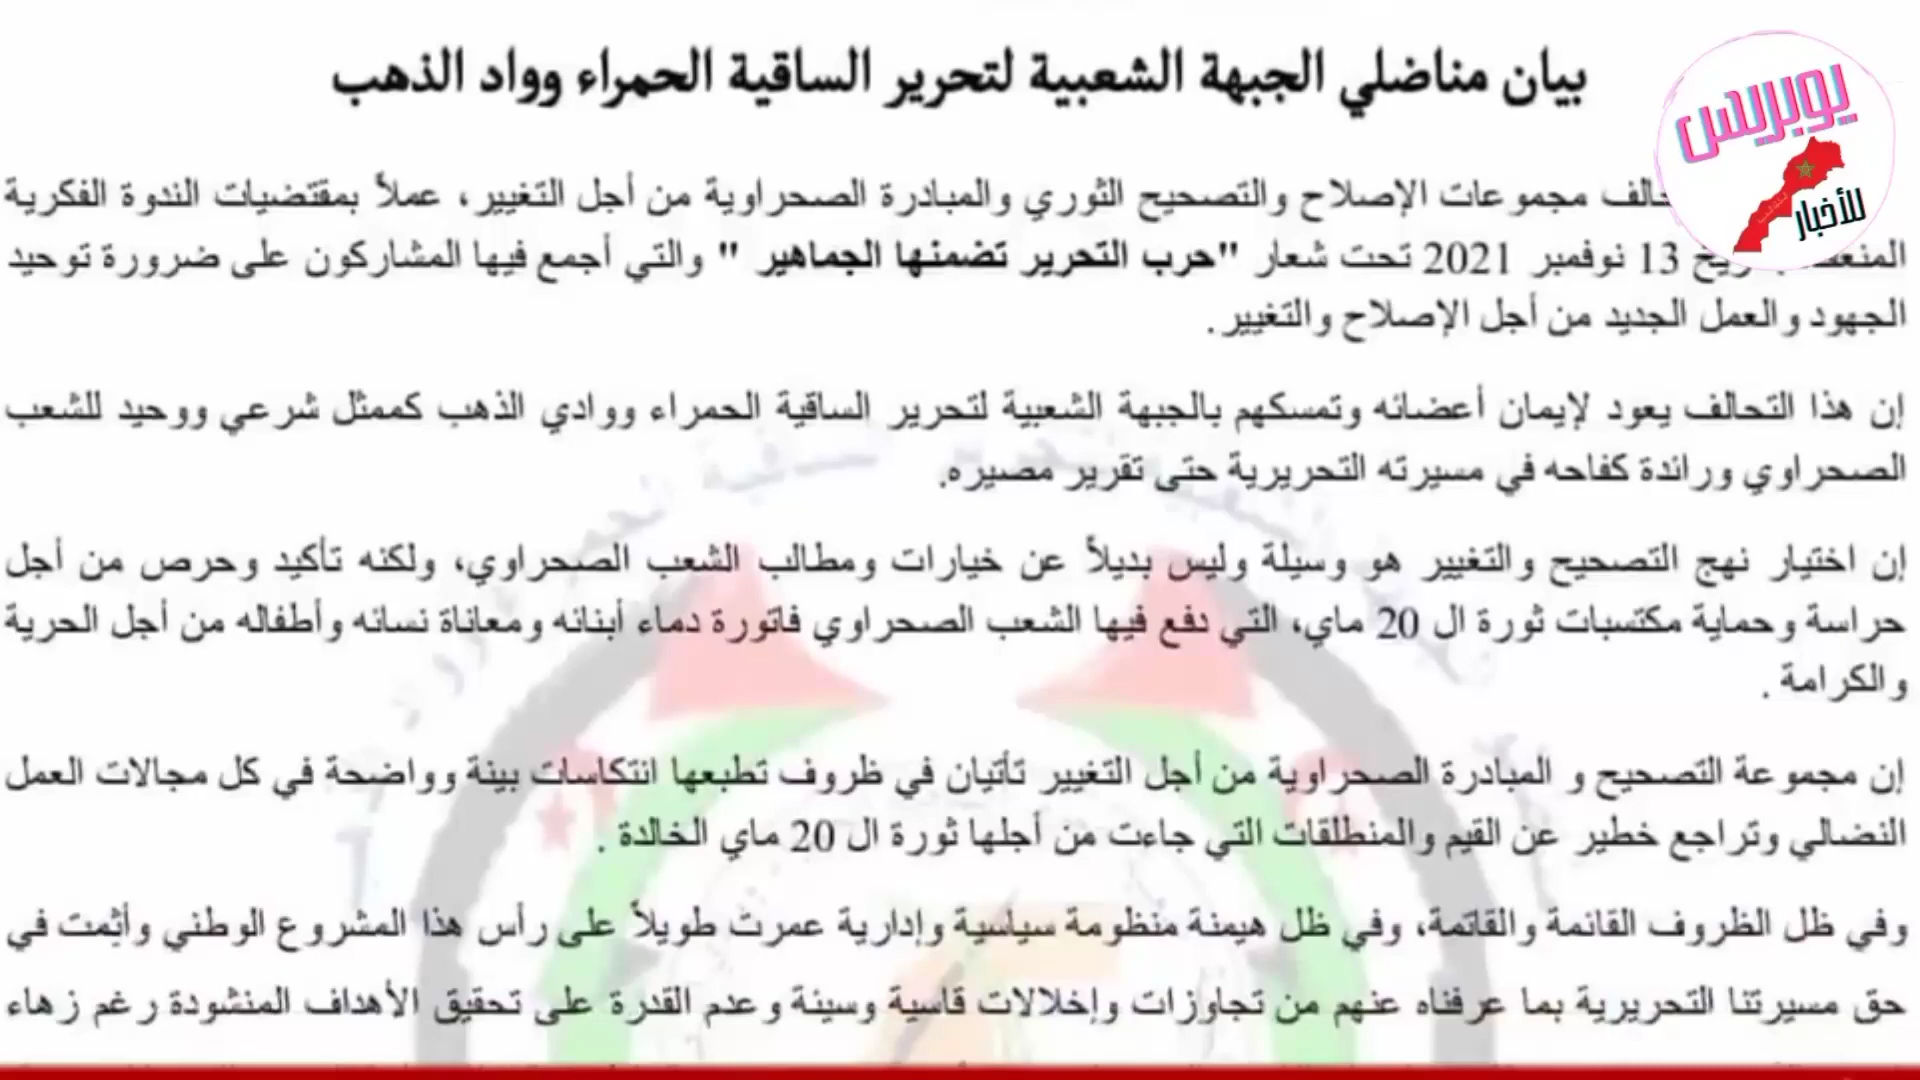 بيان مناضلي الجبهة الشعبية لتحرير الساقية الحمراء وواد الذهب
يوبريس
للأخبار
مجموعات الإصلاح والتصحيح الثوري والمبادرة الصحراوية من أجل التغيير، عملاً بمقتضيات الندوة الفكرية
13 نوفمبر 2021 تحت شعار "حرب التحرير تضمنها الجماهير " والتي أجمع فيها المشاركون على ضرورة توحيد
الجهود والعمل الجديد من أجل الإصلاح والتغيير.
إن هذا التحالف يعود لإيمان أعضائه وتمسكهم بالجبهة الشعبية لتحرير الساقية الحمراء ووادي الذهب كممثل شرعي ووحيد للشعب
الصحراوي ورائدة كفاحه في مسيرته التحريرية حتى تقرير مصيره.
إن اختيار نهج التصحيح والتغيير هو وسيلة وليس بديلاً عن خيارات ومطالب الشعب الصحراوي، ولكنه تأكيد وحرص من أجل
حراسة وحماية مكتسبات ثورة ال 20 ماي، التي دفع فيها الشعب الصحراوي فاتورة دماء أبنائه ومعاناة نسائه وأطفاله من أجل الحرية
والكرامة .
إن مجموعة التصحيح و المبادرة الصحراوية من أجل التغيير تأتيان في ظروف تطبعها انتكاسات بينة وواضحة في كل مجالات العمل
النضالي وتراجع خطير عن القيم والمنطلقات التي جاءت من أجلها ثورة ال 20 ماي الخالدة .
وفي ظل الظروف القائمة والقاتمة، وفي ظل هيمنة منظومة سياسية وإدارية عمرت طويلاً على رأس هذا المشروع الوطني وأثِمت في
حق مسيرتنا التحريرية بما عرفناه عنهم من تجاوزات وإخلالات قاسية وسيئة وعدم القدرة على تحقيق الأهداف المنشودة رغم زهاء